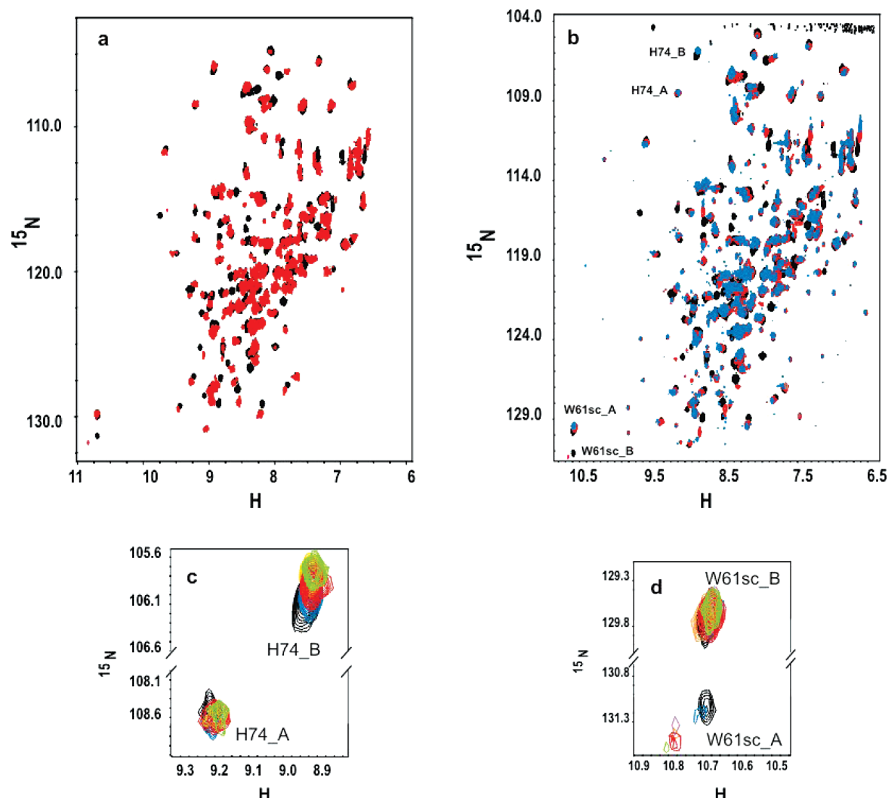 a
110.0
120.0
130.0
15N
11 10 9 8 7 6
H
b
104.0
109.0
114.0
119.0
124.0
129.0
15N
H74_B
H74_A
W61sc_A
W61sc_B
10.5 9.5 8.5 7.5 6.5
H
c
105.6
106.1
106.6
108.1
108.6
15N
H74_B
H74_A
9.3 9.2 9.1 9.0 8.9
H
d
129.3
129.8
130.8
131.3
15N
W61sc_B
W61sc_A
10.9 10.8 10.7 10.5 10.5
H